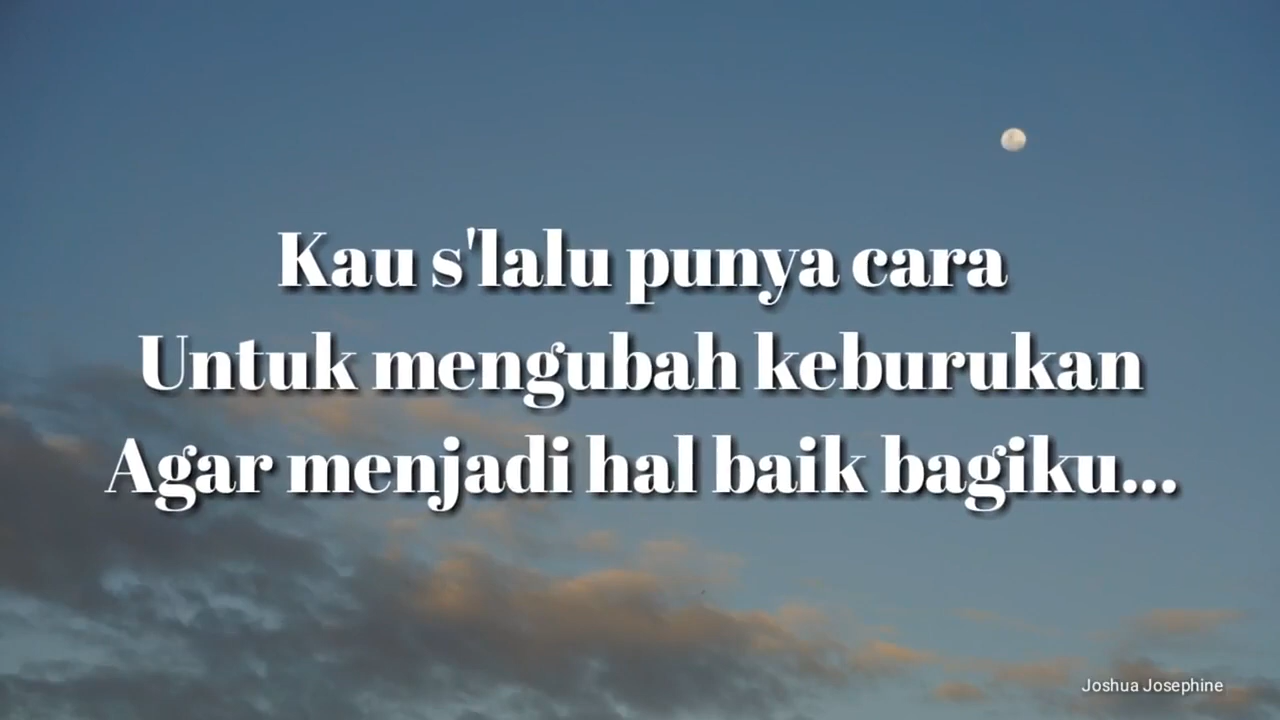 Kau s'lalu punya cara
Untuk mengubah keburukan
Agar menjadi hal baik bagiku...
Joshua Josephine